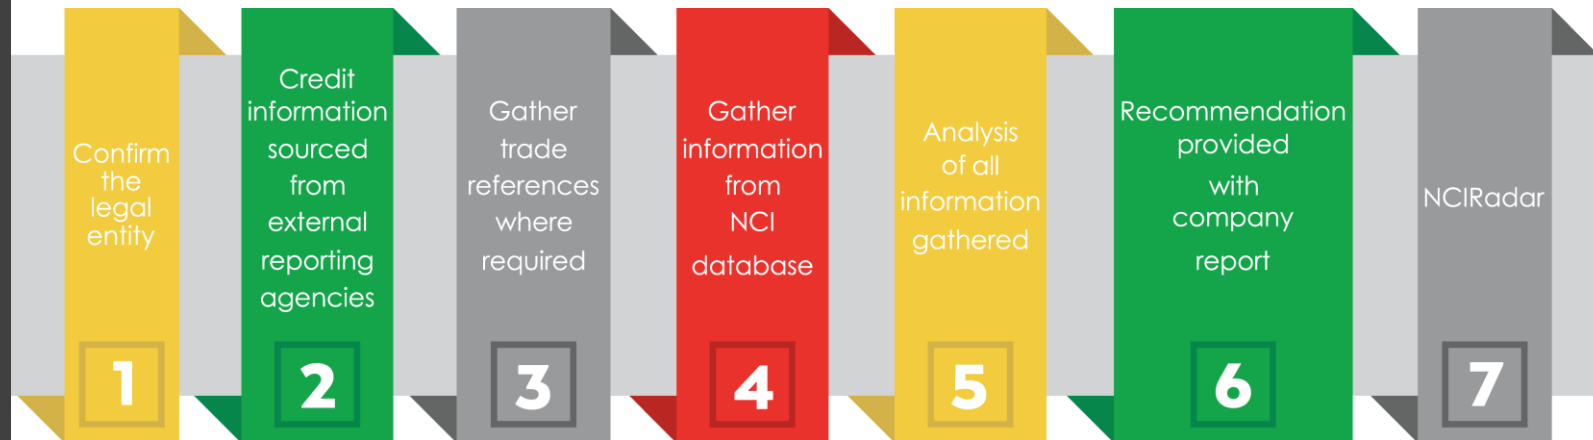 Confirm
the
legal
entity
1
Credit
information
sourced
from
external
reporting
agencies
2
Gather
trade
references
where
required
3
Gather
information
from
NCI
database
4
Analysis
of all
information
gathered
5
Recommendation
provided
with
company
report
6
NCIRadar
7